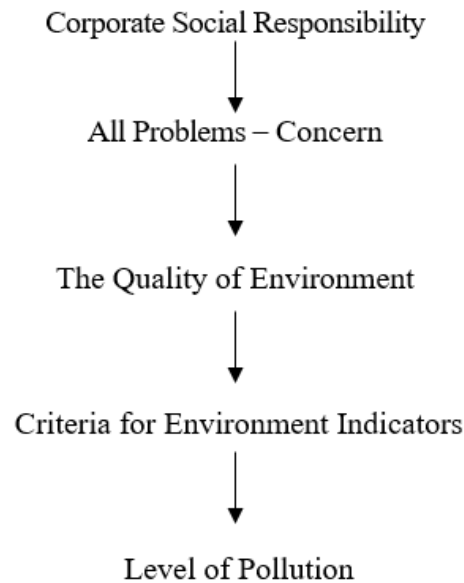 Corporate Social Responsibility
All Problems – Concern
The Quality of Environment
Criteria for Environment Indicators
Level of Pollution